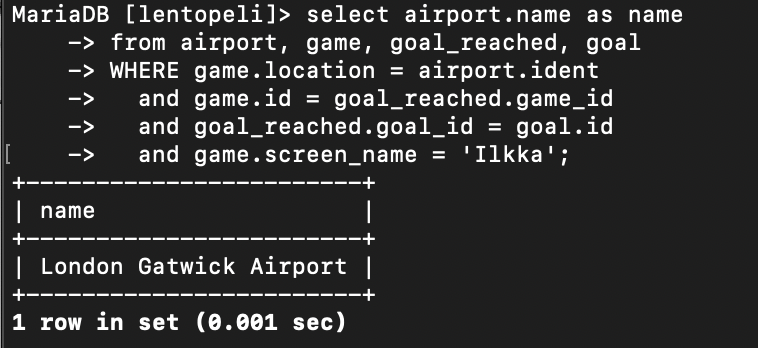 MariaDB [lentopeli]> select airport.name as name
    -> from airport, game, goal_reached, goal
    -> WHERE game.location = airport.ident
    ->   and game.id = goal_reached.game_id
    ->   and goal_reached.goal_id = goal.id
[    ->   and game.screen_name = 'Ilkka';
+------------------------+
| name                   |
+------------------------+
| London Gatwick Airport |
+------------------------+
1 row in set (0.001 sec)